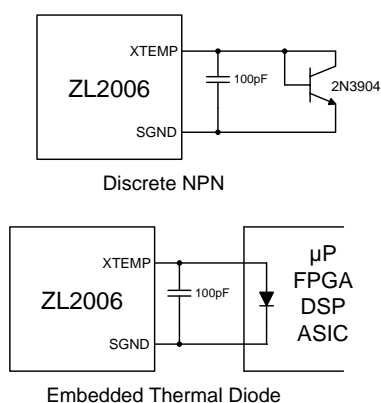 XTEMP
100pF
2N3904
ZL2006
SGND
Discrete NPN
XTEMP
µP
FPGA
DSP
ASIC
100pF
ZL2006
SGND
Embedded Thermal Diode